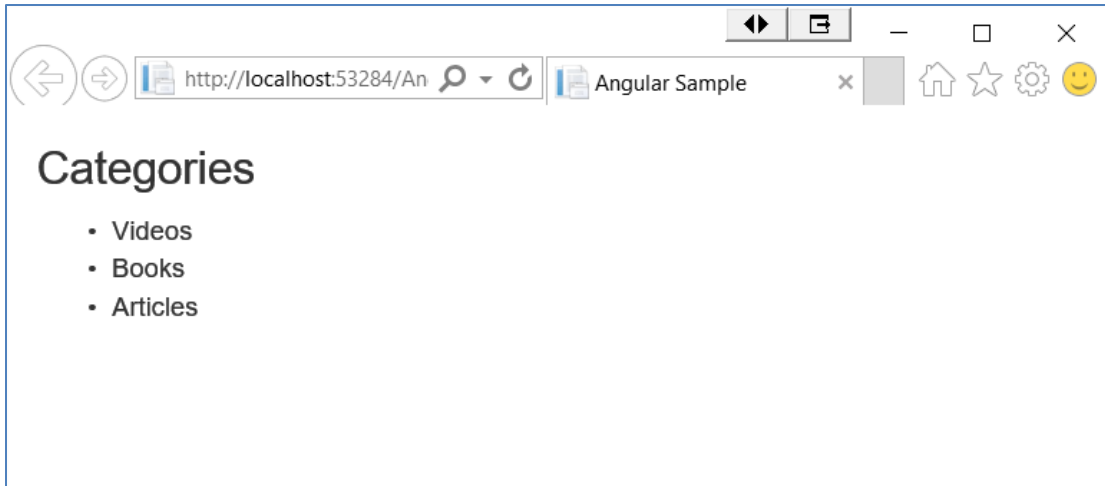 http://localhost:53284/An
Angular Sample
Categories
• Videos
• Books
• Articles